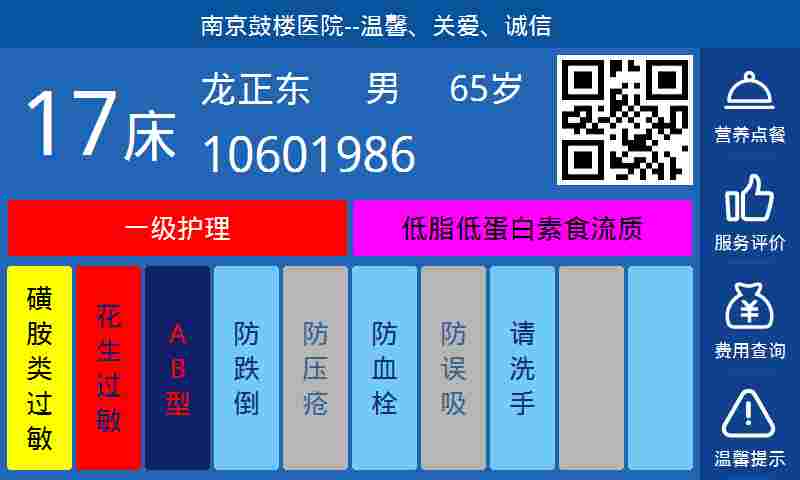 南京鼓楼医院--温馨、关爱、诚信
17床
龙正东 男 65岁
10601986
一级护理
低脂低蛋白素食流质
磺胺类过敏
花生过敏
AB型
防跌倒
防压疮
防血栓
防误吸
请洗手
营养点餐
服务评价
费用查询
温馨提示